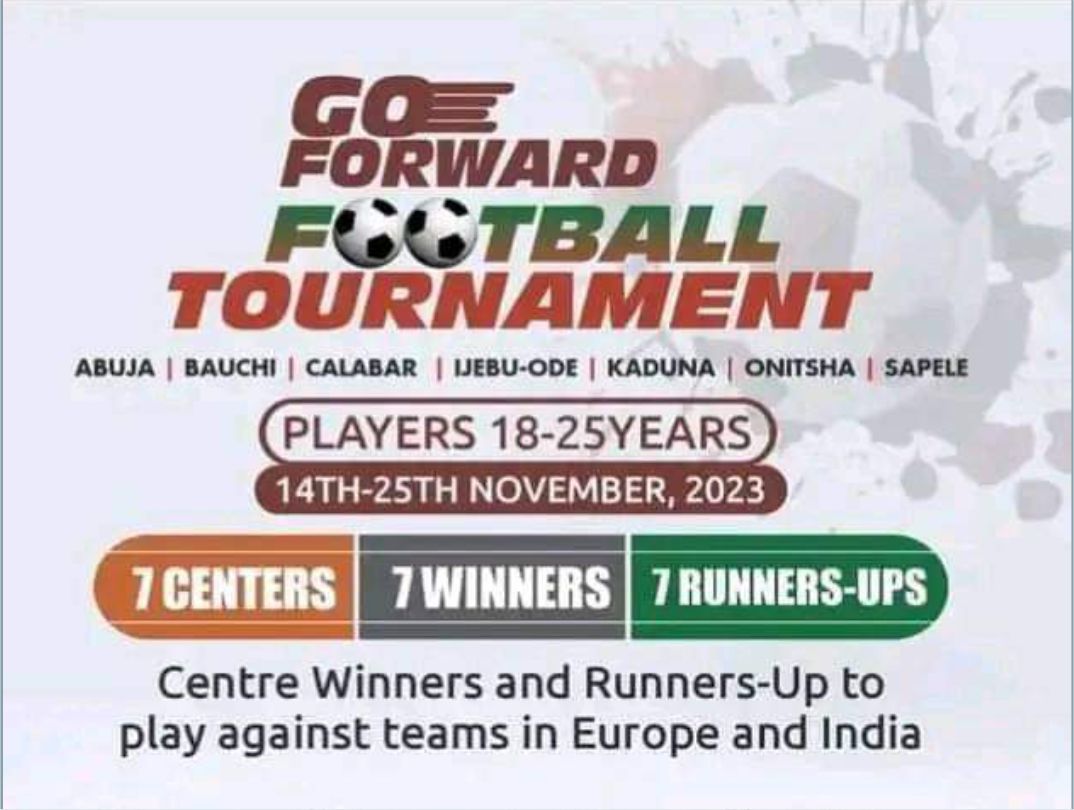 GO
FORWARD
FOOTBALL
TOURNAMENT
ABUJA | BAUCHI | CALABAR | IJEBU-ODE | KADUNA | ONITSHA | SAPELE
PLAYERS 18-25YEARS
14TH-25TH NOVEMBER, 2023
7 CENTERS 7 WINNERS 7 RUNNERS-UPS
Centre Winners and Runners-Up to
play against teams in Europe and India